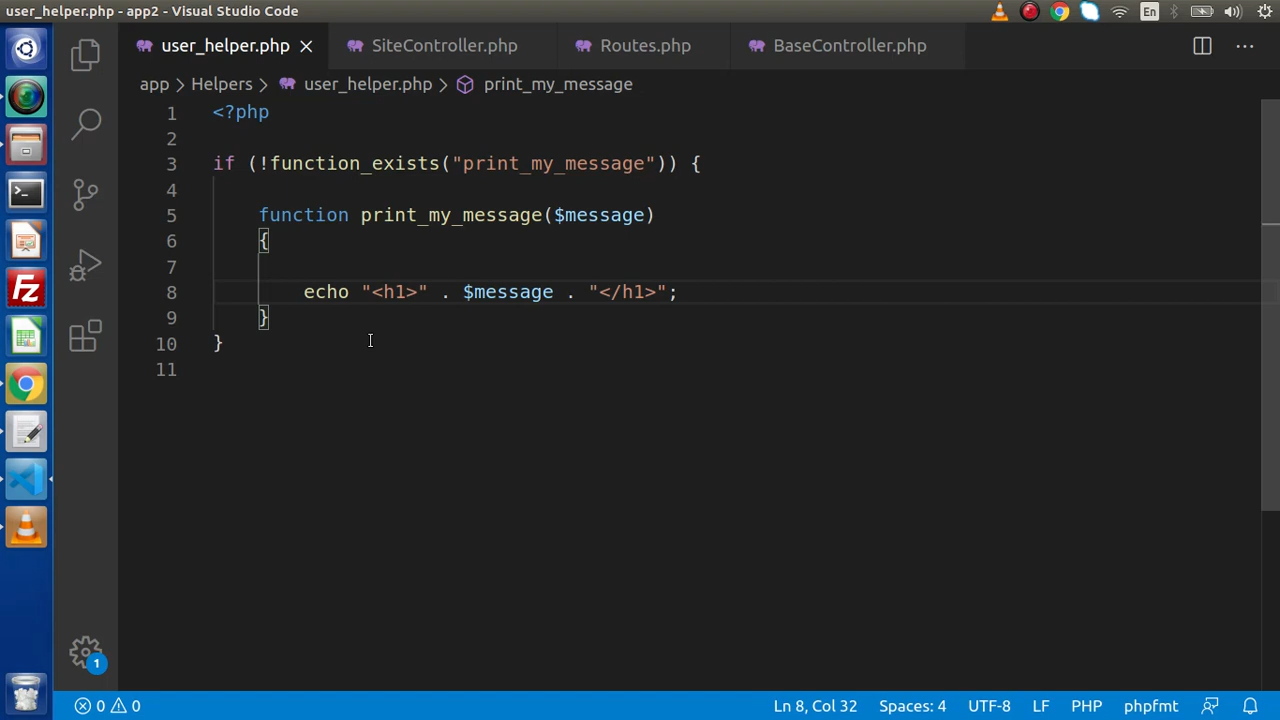 user_helper.php - app2 - Visual Studio Code
En
user_helper.php
SiteController.php
Routes.php
BaseController.php
app > Helpers > user_helper.php > print_my_message
1 <?php
2
3 if (!function_exists("print_my_message")) {
4
5 function print_my_message($message)
6 {
7
8 echo "<h1>" . $message . "</h1>";
9 }
10 }
11
Fz
1
0 0
Ln 8, Col 32
Spaces: 4
UTF-8
LF
PHP
phpfmt